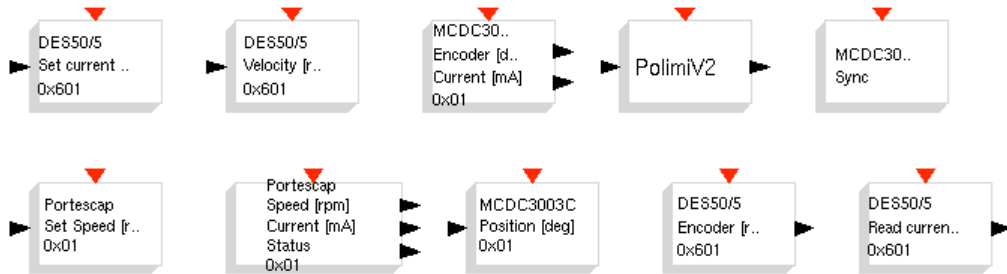 DES50/5
Set current ..
0x601
DES50/5
Velocity [r..
0x601
MCDC30..
Encoder [d..
Current [mA]
0x01
PolimiV2
MCDC30..
Sync
Portescap
Set Speed [r..
0x01
Portescap
Speed [rpm]
Current [mA]
Status
0x01
MCDC3003C
Position [deg]
0x01
DES50/5
Encoder [r..
0x601
DES50/5
Read curren..
0x601